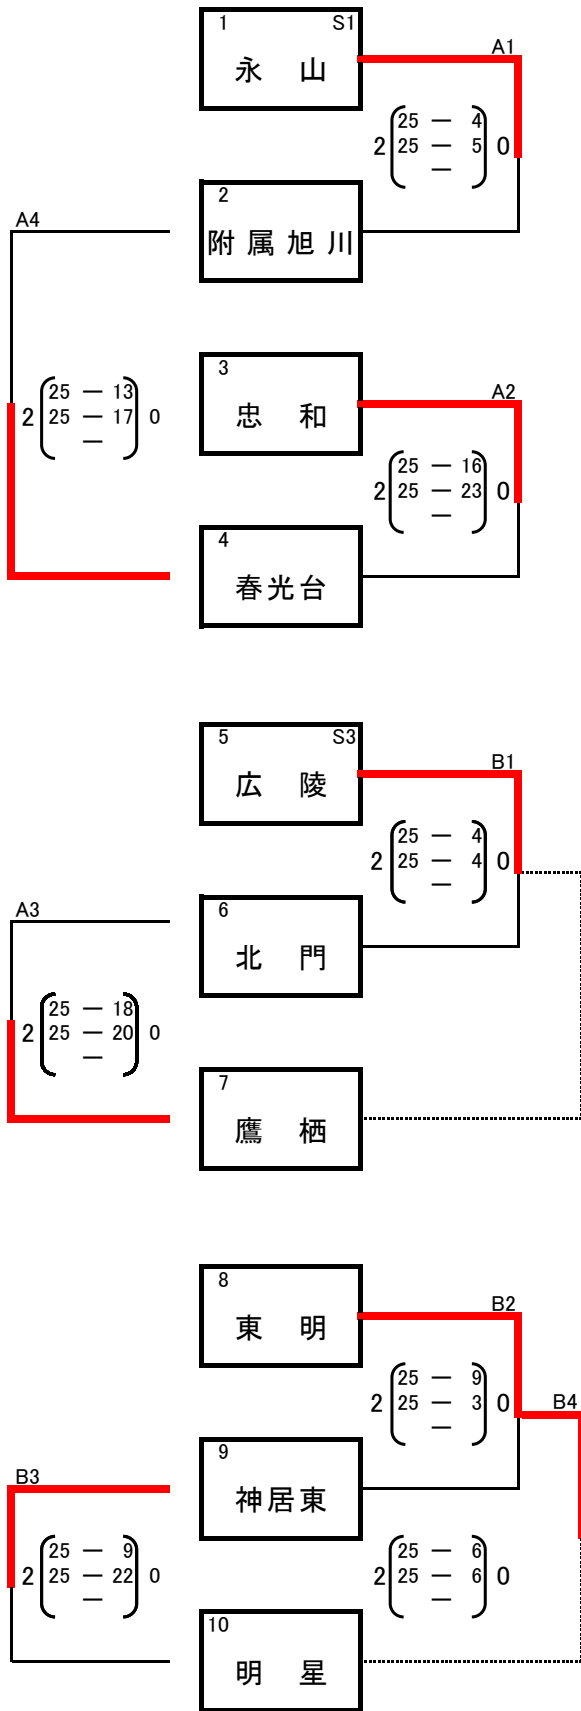 1 S1
A1
永 山
25 — 4
2 25 — 5 0
—
2
A4
附属旭川
3
25 — 13
A2
2 25 — 17 0
忠 和
—
25 — 16
2 25 — 23 0
—
4
春光台
5 S3
B1
広 陵
25 — 4
2 25 — 4 0
—
A3
6
北 門
25 — 18
2 25 — 20 0
—
7
鷹 栖
8
B2
東 明
25 — 9
2 25 — 3 0
B4
—
9
B3
神居東
25 — 9
2 25 — 22 0
—
25 — 6
2 25 — 6 0
—
10
明 星